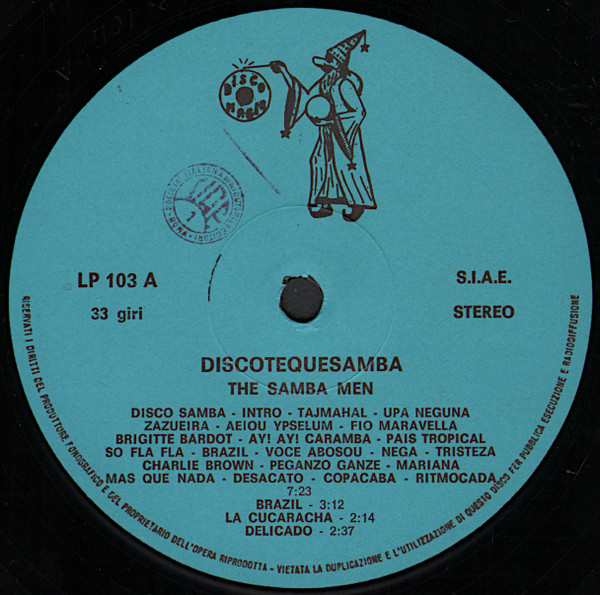 DISCO
MAGIC
LP 103 A
33 giri
S.I.A.E.
STEREO
DISCOTEQUESAMBA
THE SAMBA MEN
DISCO SAMBA - INTRO - TAJMAHAL - UPA NEGUNA
ZAZUEIRA - AEIOU YPSELUM - FIO MARAVELLA
BRIGITTE BARDOT - AY! AY! CARAMBA - PAIS TROPICAL
SO FLA FLA - BRAZIL - VOCE ABOSOU - NEGA - TRISTEZA
CHARLIE BROWN - PEGANZO GANZE - MARIANA
MAS QUE NADA - DESACATO - COPACABA - RITMOCADA
7:23
BRAZIL - 3:12
LA CUCARACHA - 2:14
DELICADO - 2:37
RISERVATI I DIRITTI DEL PRODUTTORE FONOGRAFICO E DEL PROPRIETARIO DELL'OPERA RIPRODOTTA - VIETATA LA DUPLICAZIONE E L'UTILIZZAZIONE DI QUESTO DISCO PER PUBBLICA ESECUZIONE E RADIODIFFUSIONE